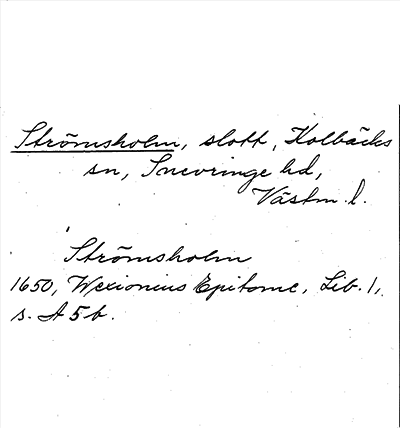 Strömsholm, slott, Kolbäcks
sn, Snevringe hd,
Västm. l.
Strömsholm
1650, Wexionius Epitome, Lib. 1,
s. A 5 b.